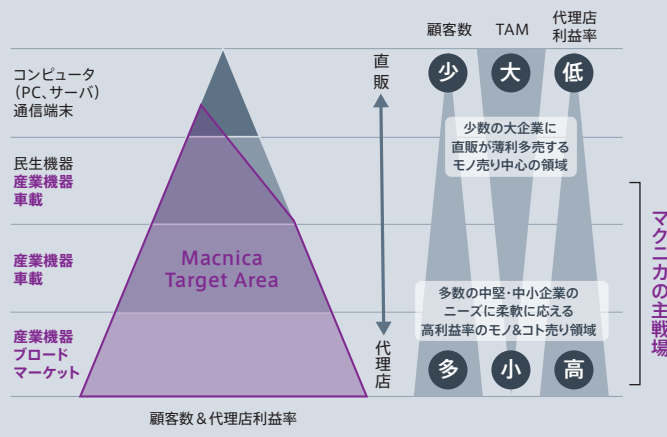 顧客数
TAM
代理店
利益率
コンピュータ
(PC、サーバ)
通信端末
民生機器
産業機器
車載
産業機器
車載
産業機器
ブロード
マーケット
Macnica
Target Area
顧客数&代理店利益率
直販
代理店
少
大
低
少数の大企業に
直販が薄利多売する
モノ売り中心の領域
多数の中堅・中小企業の
ニーズに柔軟に応える
高利益率のモノ&コト売り領域
多
小
高
マクニカの主戦場